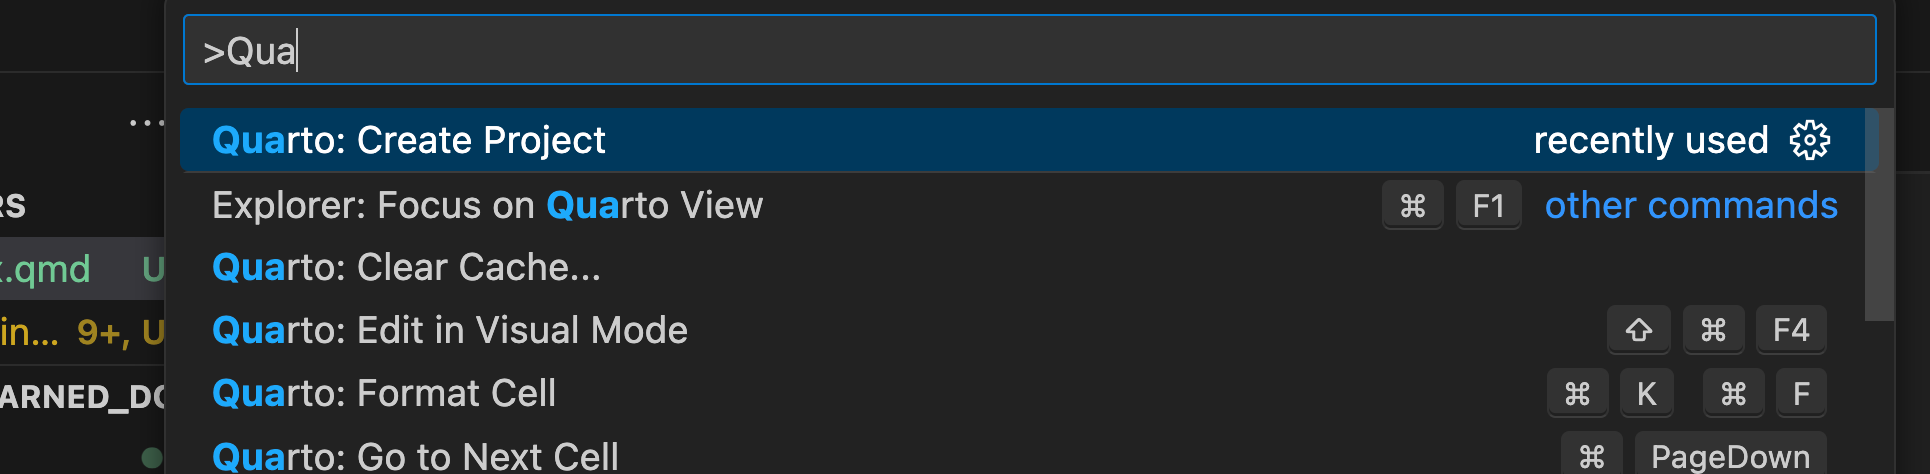 >Qua
...
Quarto: Create Project recently used
RS
Explorer: Focus on Quarto View ⌘ F1 other commands
.qmd U
Quarto: Clear Cache...
in... 9+, U
Quarto: Edit in Visual Mode ⇧ ⌘ F4
ARNED_DO
Quarto: Format Cell ⌘ K ⌘ F
Quarto: Go to Next Cell ⌘ PageDown